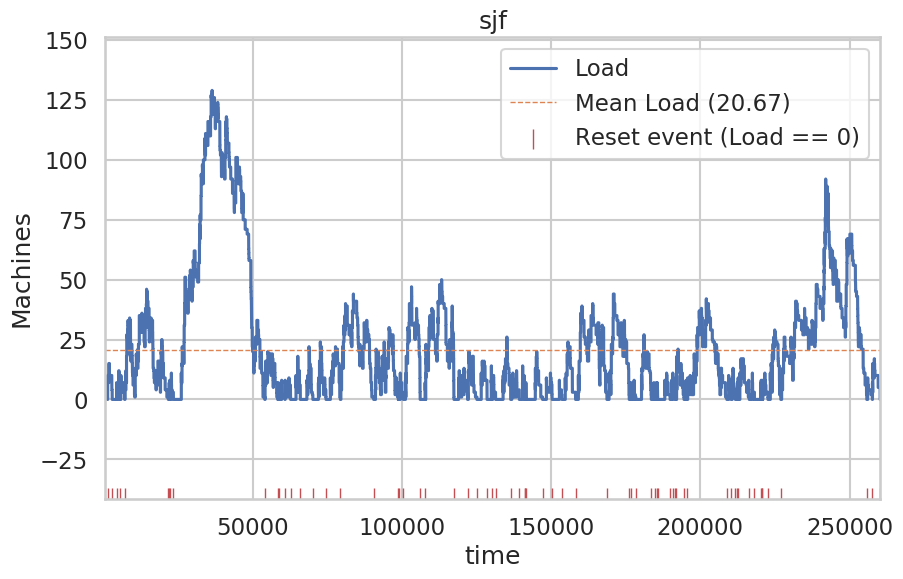 sjf
150
125
100
75
50
25
0
−25
Machines
Load
Mean Load (20.67)
Reset event (Load == 0)
50000 100000 150000 200000 250000
time